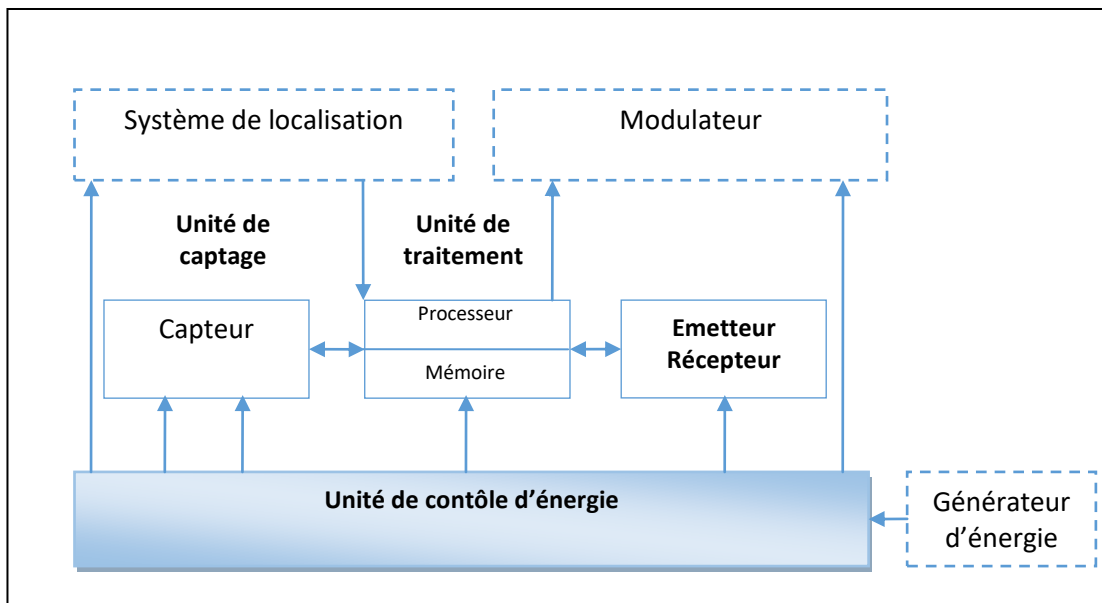 Système de localisation
Modulateur
Unité de
captage
Unité de
traitement
Capteur
Processeur
Mémoire
Emetteur
Récepteur
Unité de contôle d’énergie
Générateur
d’énergie